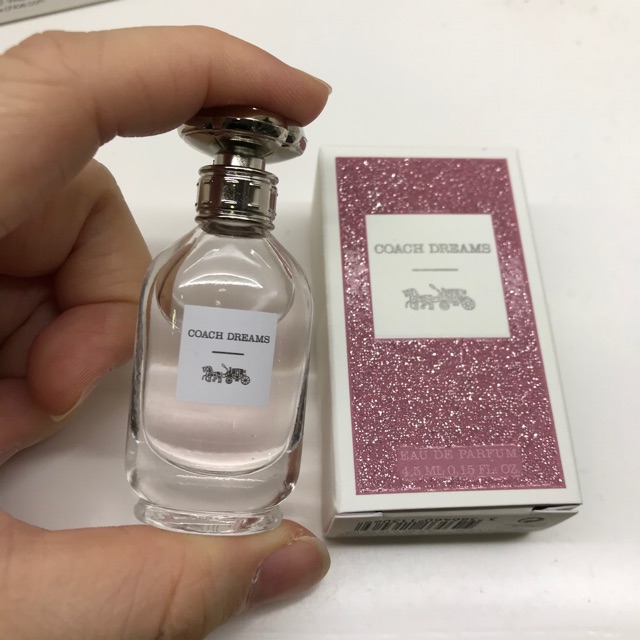 COACH DREAMS
COACH DREAMS
EAU DE PARFUM
4.5 ML 0.15 FL. OZ